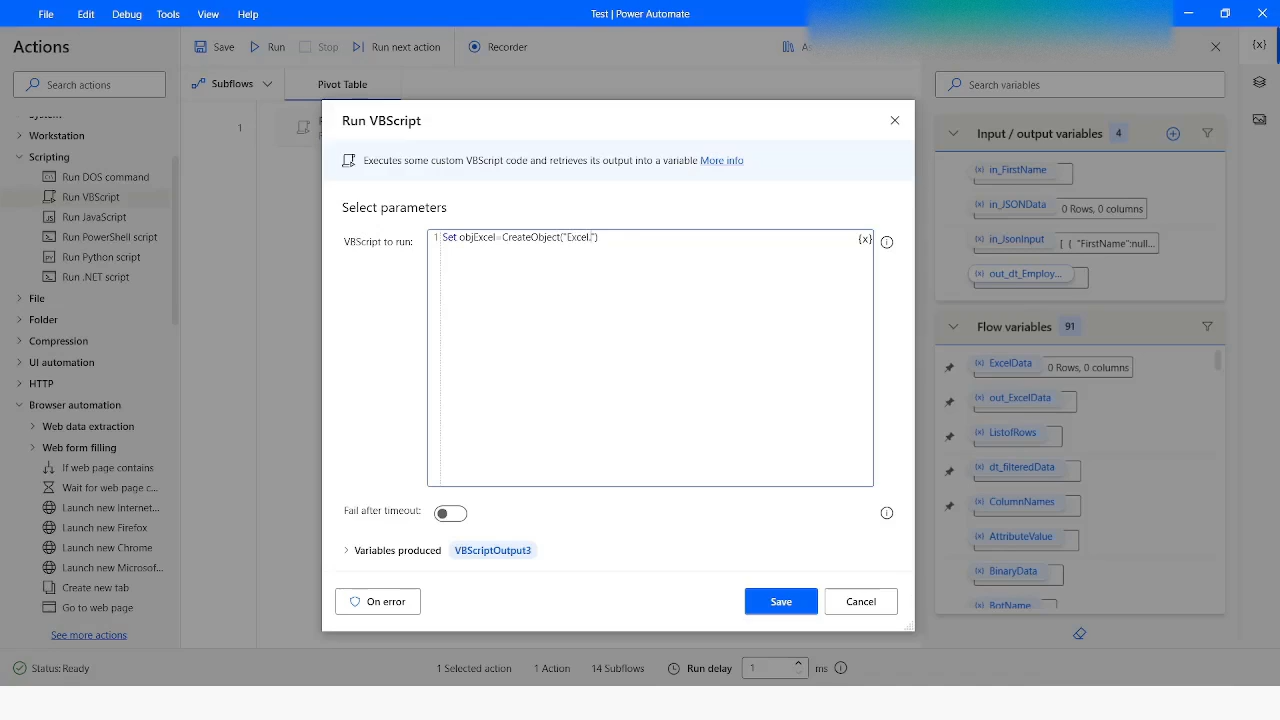 File Edit Debug Tools View Help
Test | Power Automate
Actions
Search actions
Workstation
Scripting
Run DOS command
Run VBScript
Run JavaScript
Run PowerShell script
Run Python script
Run .NET script
File
Folder
Compression
UI automation
HTTP
Browser automation
Web data extraction
Web form filling
If web page contains
Wait for web page c...
Launch new Internet...
Launch new Firefox
Launch new Chrome
Launch new Microsof...
Create new tab
Go to web page
See more actions
Save Run Stop Run next action Recorder
Subflows Pivot Table
1
Run VBScript
Executes some custom VBScript code and retrieves its output into a variable More info
Select parameters
VBScript to run:
1 Set objExcel=CreateObject("Excel.")
{x}
Fail after timeout:
Variables produced VBScriptOutput3
On error Save Cancel
{x}
Search variables
Input / output variables 4
{x} in_FirstName
{x} in_JSONData 0 Rows, 0 columns
{x} in_JsonInput [ { "FirstName":null...
{x} out_dt_Employ...
Flow variables 91
{x} ExcelData 0 Rows, 0 columns
{x} out_ExcelData
{x} ListofRows
{x} dt_filteredData
{x} ColumnNames
{x} AttributeValue
{x} BinaryData
{x} BotName
Status: Ready 1 Selected action 1 Action 14 Subflows Run delay 1 ms